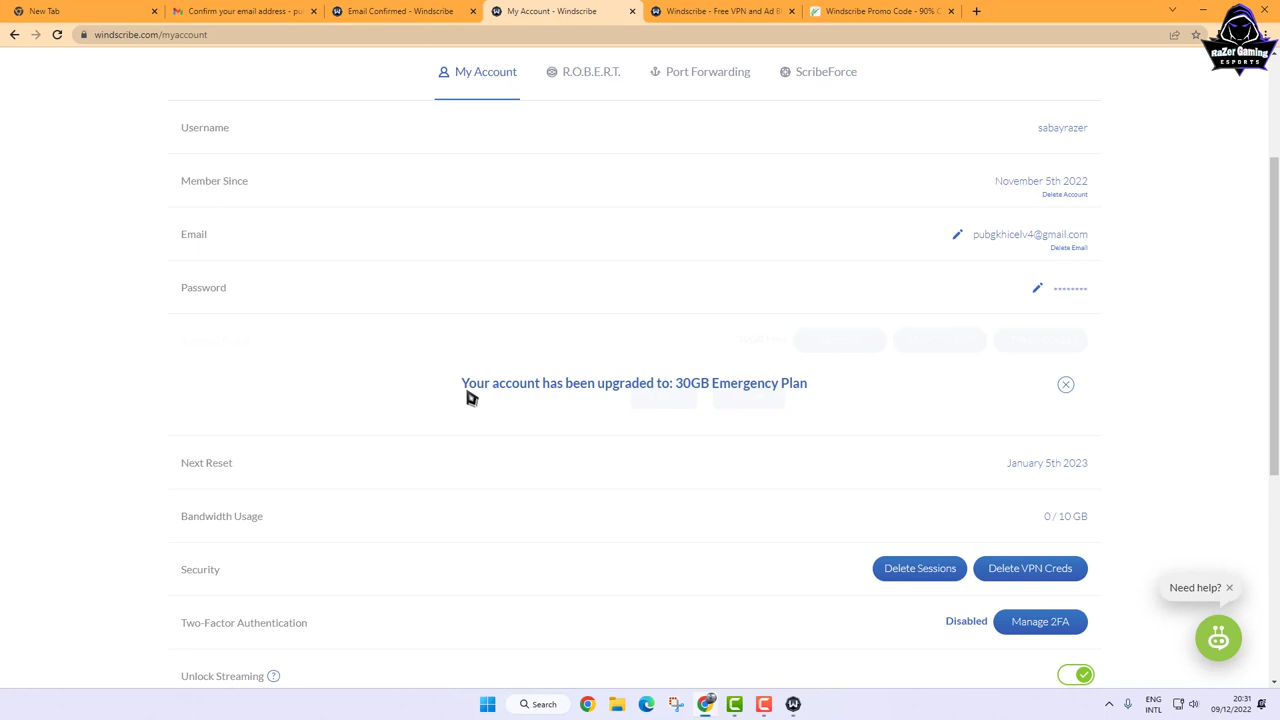 New Tab
Confirm your email address - pu
Email Confirmed - Windscribe
My Account - Windscribe
Windscribe - Free VPN and Ad B
Windscribe Promo Code - 90% O
windscribe.com/myaccount
RaZer Gaming
ESPORTS
My Account
R.O.B.E.R.T.
Port Forwarding
ScribeForce
Username
sabayrazer
Member Since
November 5th 2022
Delete Account
Email
pubgkhicelv4@gmail.com
Delete Email
Password
********
Your account has been upgraded to: 30GB Emergency Plan
Next Reset
January 5th 2023
Bandwidth Usage
0 / 10 GB
Security
Delete Sessions
Delete VPN Creds
Need help?
Two-Factor Authentication
Disabled
Manage 2FA
Unlock Streaming ?
Search
ENG
INTL
20:31
09/12/2022